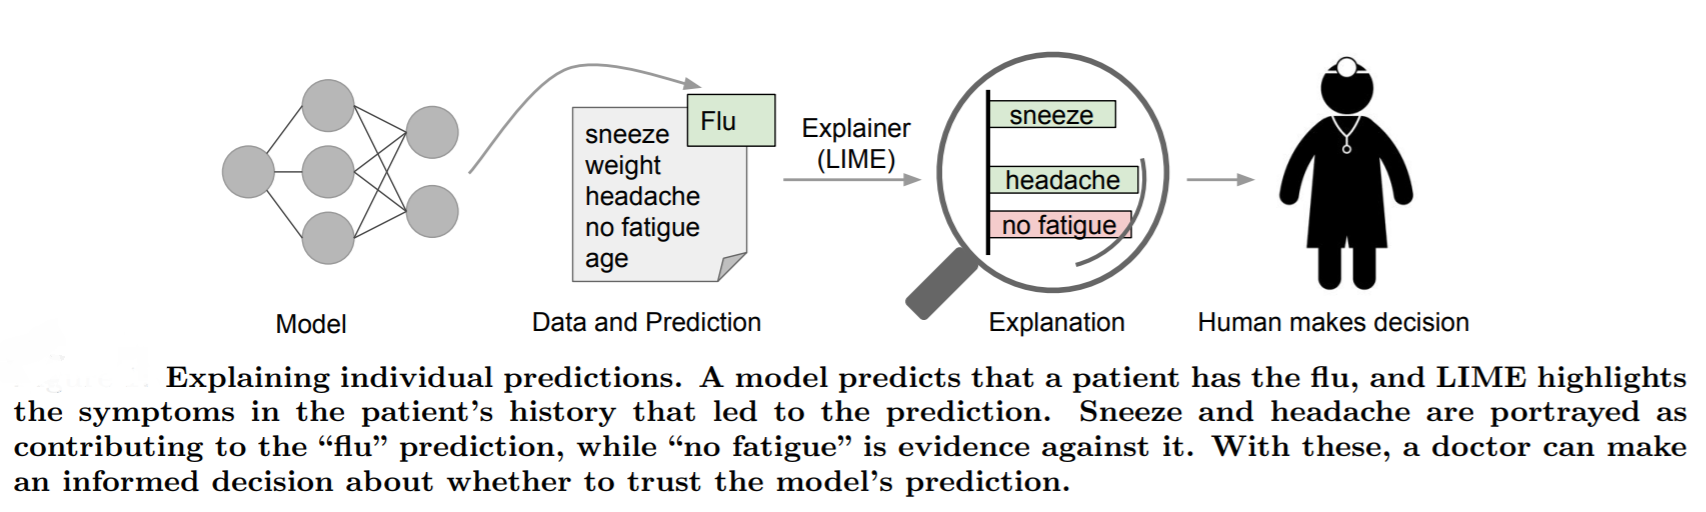 Flu
sneeze
weight
headache
no fatigue
age
Explainer
(LIME)
sneeze
headache
no fatigue
Model
Data and Prediction
Explanation
Human makes decision
Explaining individual predictions. A model predicts that a patient has the flu, and LIME highlights
the symptoms in the patient’s history that led to the prediction. Sneeze and headache are portrayed as
contributing to the “flu” prediction, while “no fatigue” is evidence against it. With these, a doctor can make
an informed decision about whether to trust the model’s prediction.